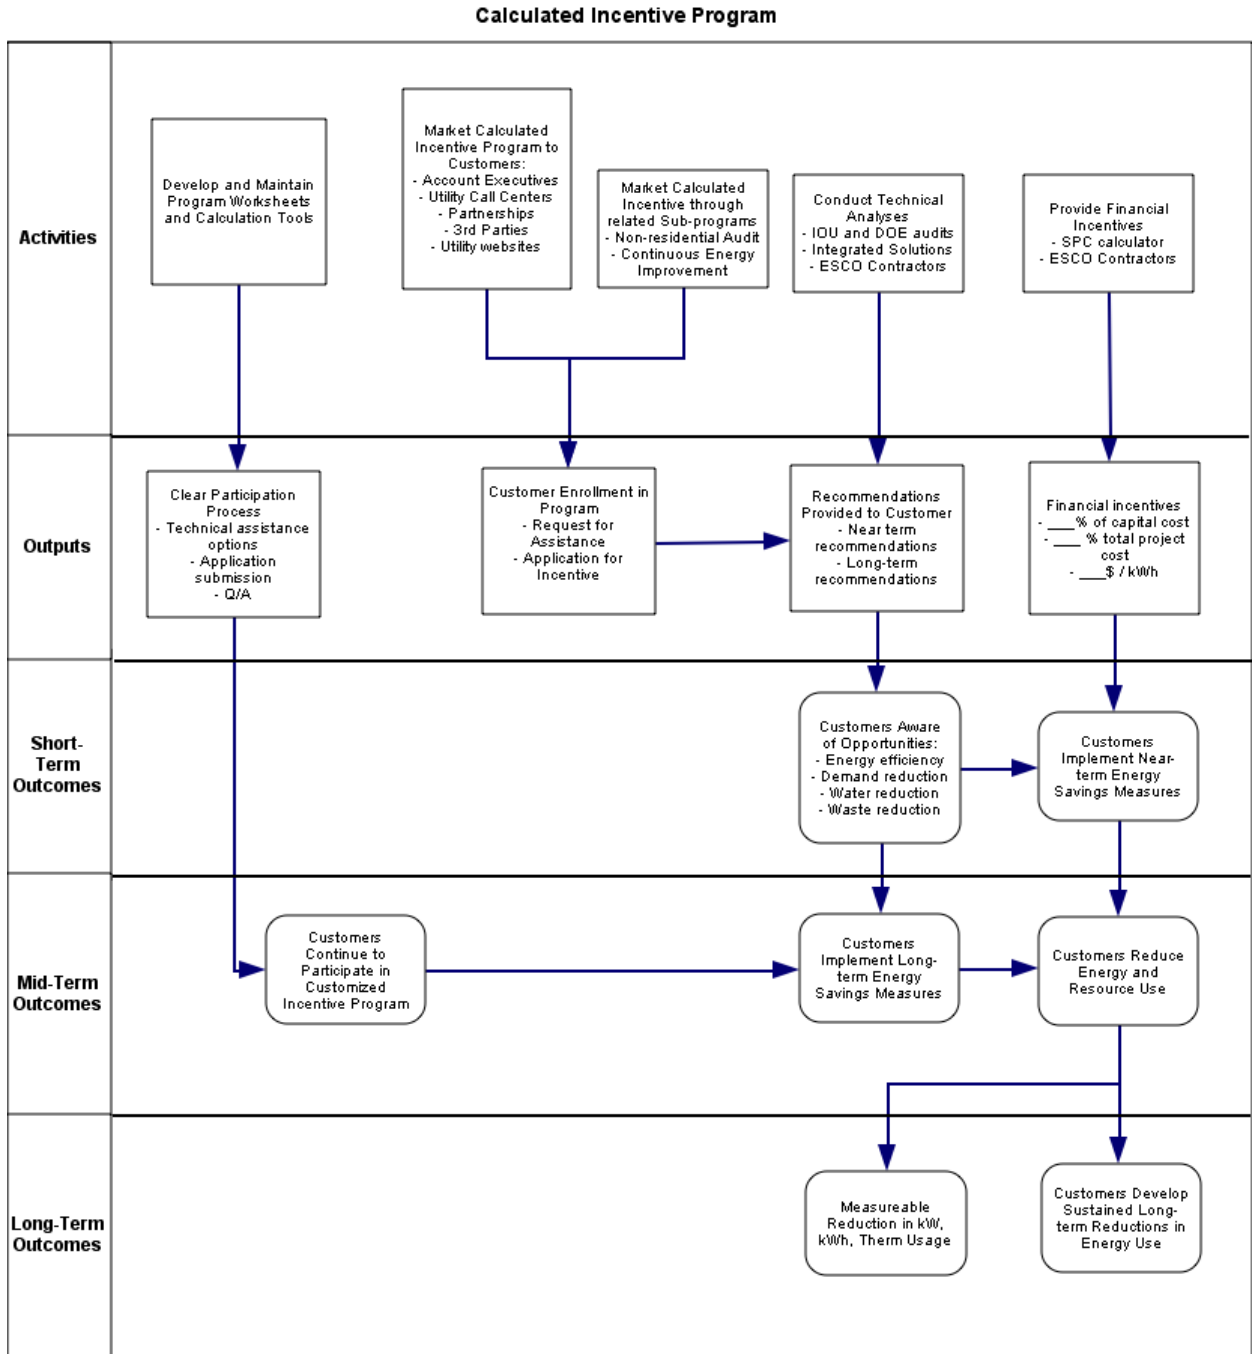 Calculated Incentive Program
Activities
Develop and Maintain
Program Worksheets
and Calculation Tools
Market Calculated
Incentive Program to
Customers:
- Account Executives
- Utility Call Centers
- Partnerships
- 3rd Parties
- Utility websites
Market Calculated
Incentive through
related Sub-programs
- Non-residential Audit
- Continuous Energy
Improvement
Conduct Technical
Analyses
- IOU and DOE audits
- Integrated Solutions
- ESCO Contractors
Provide Financial
Incentives
- SPC calculator
- ESCO Contractors
Outputs
Clear Participation
Process
- Technical assistance
options
- Application
submission
- Q/A
Customer Enrollment in
Program
- Request for
Assistance
- Application for
Incentive
Recommendations
Provided to Customer
- Near term
recommendations
- Long-term
recommendations
Financial incentives
- ___% of capital cost
- ___ % total project
cost
- ___$ / kWh
Short-
Term
Outcomes
Customers Aware
of Opportunities:
- Energy efficiency
- Demand reduction
- Water reduction
- Waste reduction
Customers
Implement Near-
term Energy
Savings Measures
Mid-Term
Outcomes
Customers
Continue to
Participate in
Customized
Incentive Program
Customers
Implement Long-
term Energy
Savings Measures
Customers Reduce
Energy and
Resource Use
Long-Term
Outcomes
Measureable
Reduction in kW,
kWh, Therm Usage
Customers Develop
Sustained Long-
term Reductions in
Energy Use